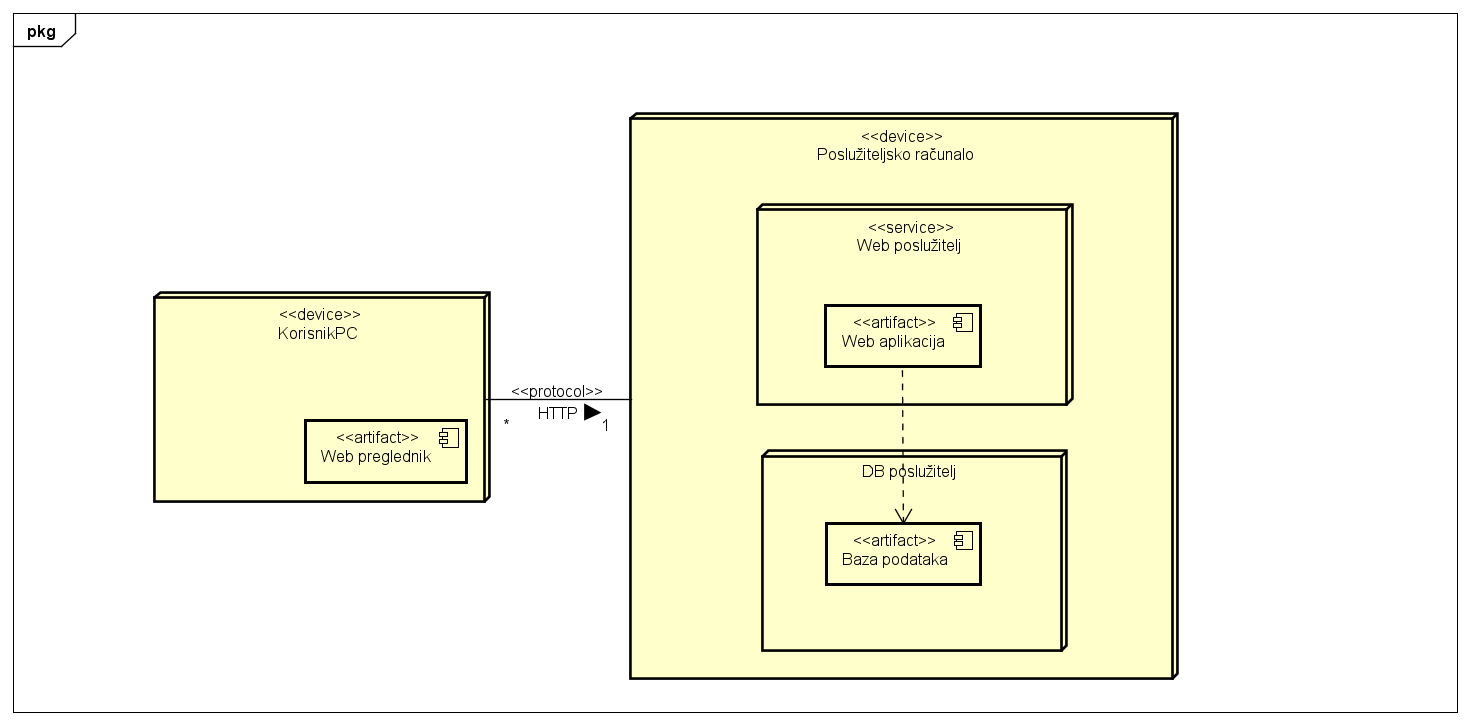 pkg
<<device>>
KorisnikPC
<<artifact>>
Web preglednik
<<protocol>>
HTTP
*
1
<<device>>
Poslužiteljsko računalo
<<service>>
Web poslužitelj
<<artifact>>
Web aplikacija
DB poslužitelj
<<artifact>>
Baza podataka